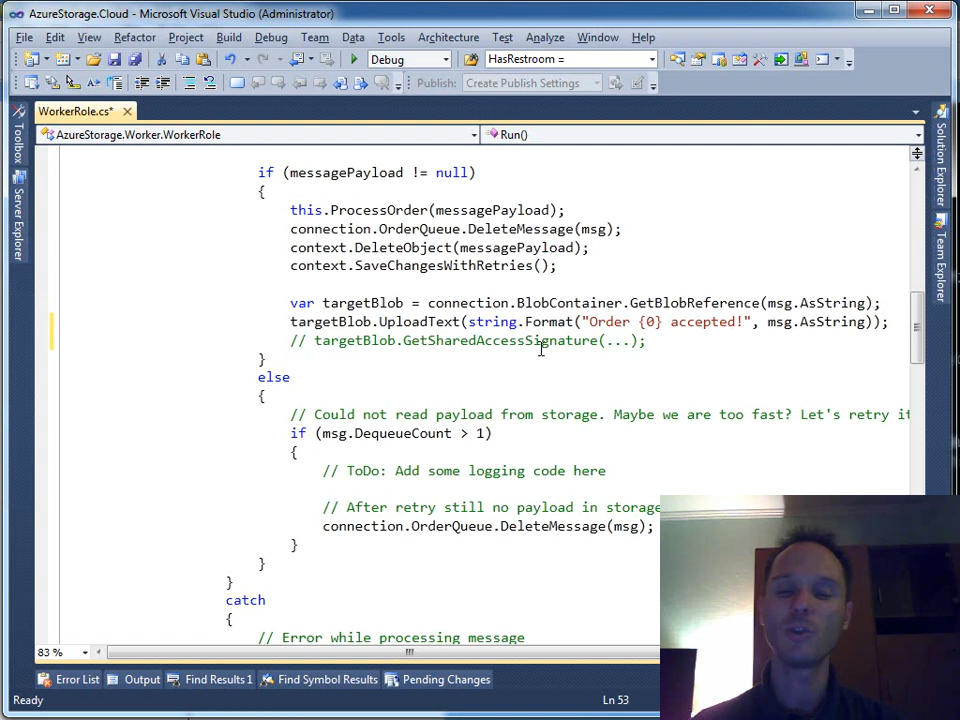 AzureStorage.Cloud - Microsoft Visual Studio (Administrator)
File Edit View Refactor Project Build Debug Team Data Tools Architecture Test Analyze Window Help
Debug HasRestroom =
Publish: Create Publish Settings
WorkerRole.cs*
AzureStorage.Worker.WorkerRole Run()
Toolbox
Server Explorer
Solution Explorer
Team Explorer
if (messagePayload != null)
{
this.ProcessOrder(messagePayload);
connection.OrderQueue.DeleteMessage(msg);
context.DeleteObject(messagePayload);
context.SaveChangesWithRetries();
var targetBlob = connection.BlobContainer.GetBlobReference(msg.AsString);
targetBlob.UploadText(string.Format("Order {0} accepted!", msg.AsString));
// targetBlob.GetSharedAccessSignature(...);
}
else
{
// Could not read payload from storage. Maybe we are too fast? Let's retry it
if (msg.DequeueCount > 1)
{
// ToDo: Add some logging code here
// After retry still no payload in storage
connection.OrderQueue.DeleteMessage(msg);
}
}
}
catch
{
// Error while processing message
83 %
Error List Output Find Results 1 Find Symbol Results Pending Changes
Ready Ln 53